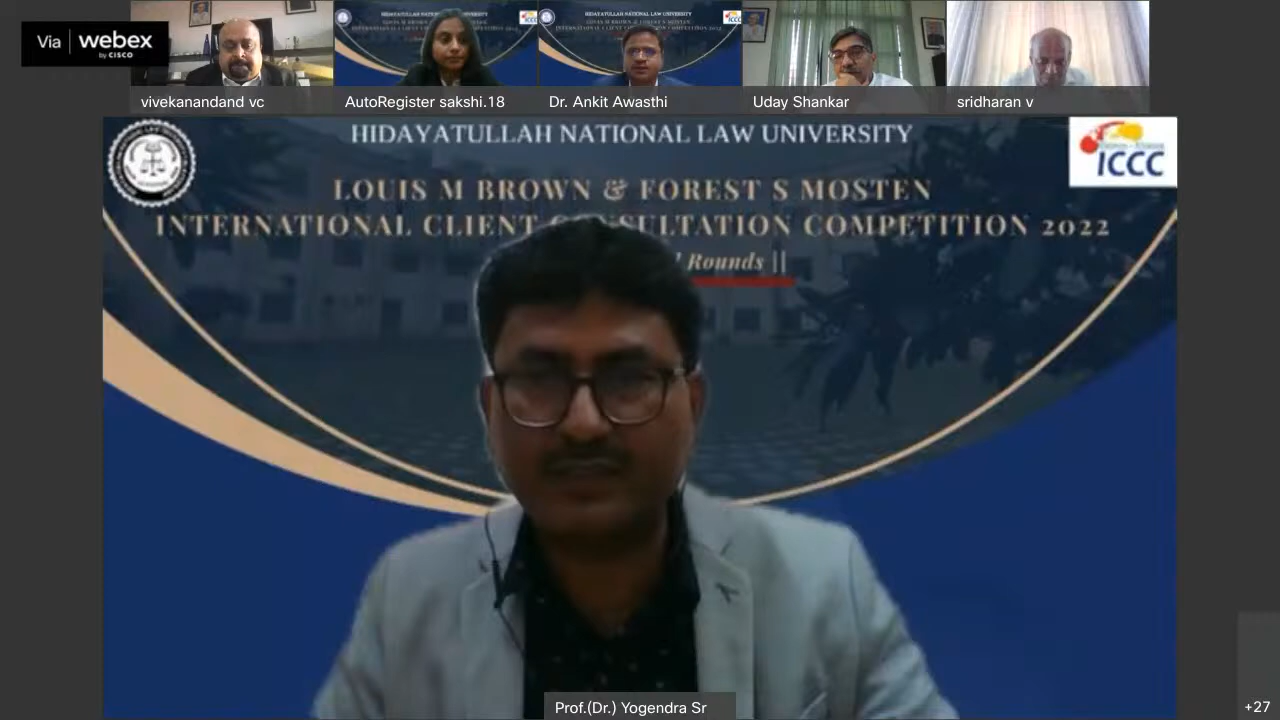 Via webex
by CISCO
vivekanandand vc
AutoRegister sakshi.18
Dr. Ankit Awasthi
Uday Shankar
sridharan v
HIDAYATULLAH NATIONAL LAW UNIVERSITY
ICCC
LOUIS M BROWN & FOREST S MOSTEN
INTERNATIONAL CLIENT CONSULTATION COMPETITION 2022
Rounds ||
Prof.(Dr.) Yogendra Sr
+27